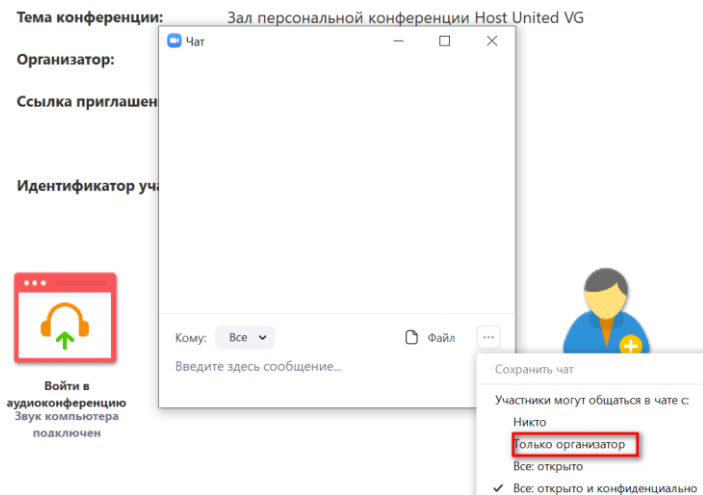 Тема конференции: Зал персональной конференции Host United VG
Чат
Организатор:
Ссылка приглашен
Идентификатор уча
Кому: Все Файл ...
Введите здесь сообщение...
Войти в
аудиоконференцию
Звук компьютера
подключен
Сохранить чат
Участники могут общаться в чате с:
Никто
Только организатор
Все: открыто
Все: открыто и конфиденциально